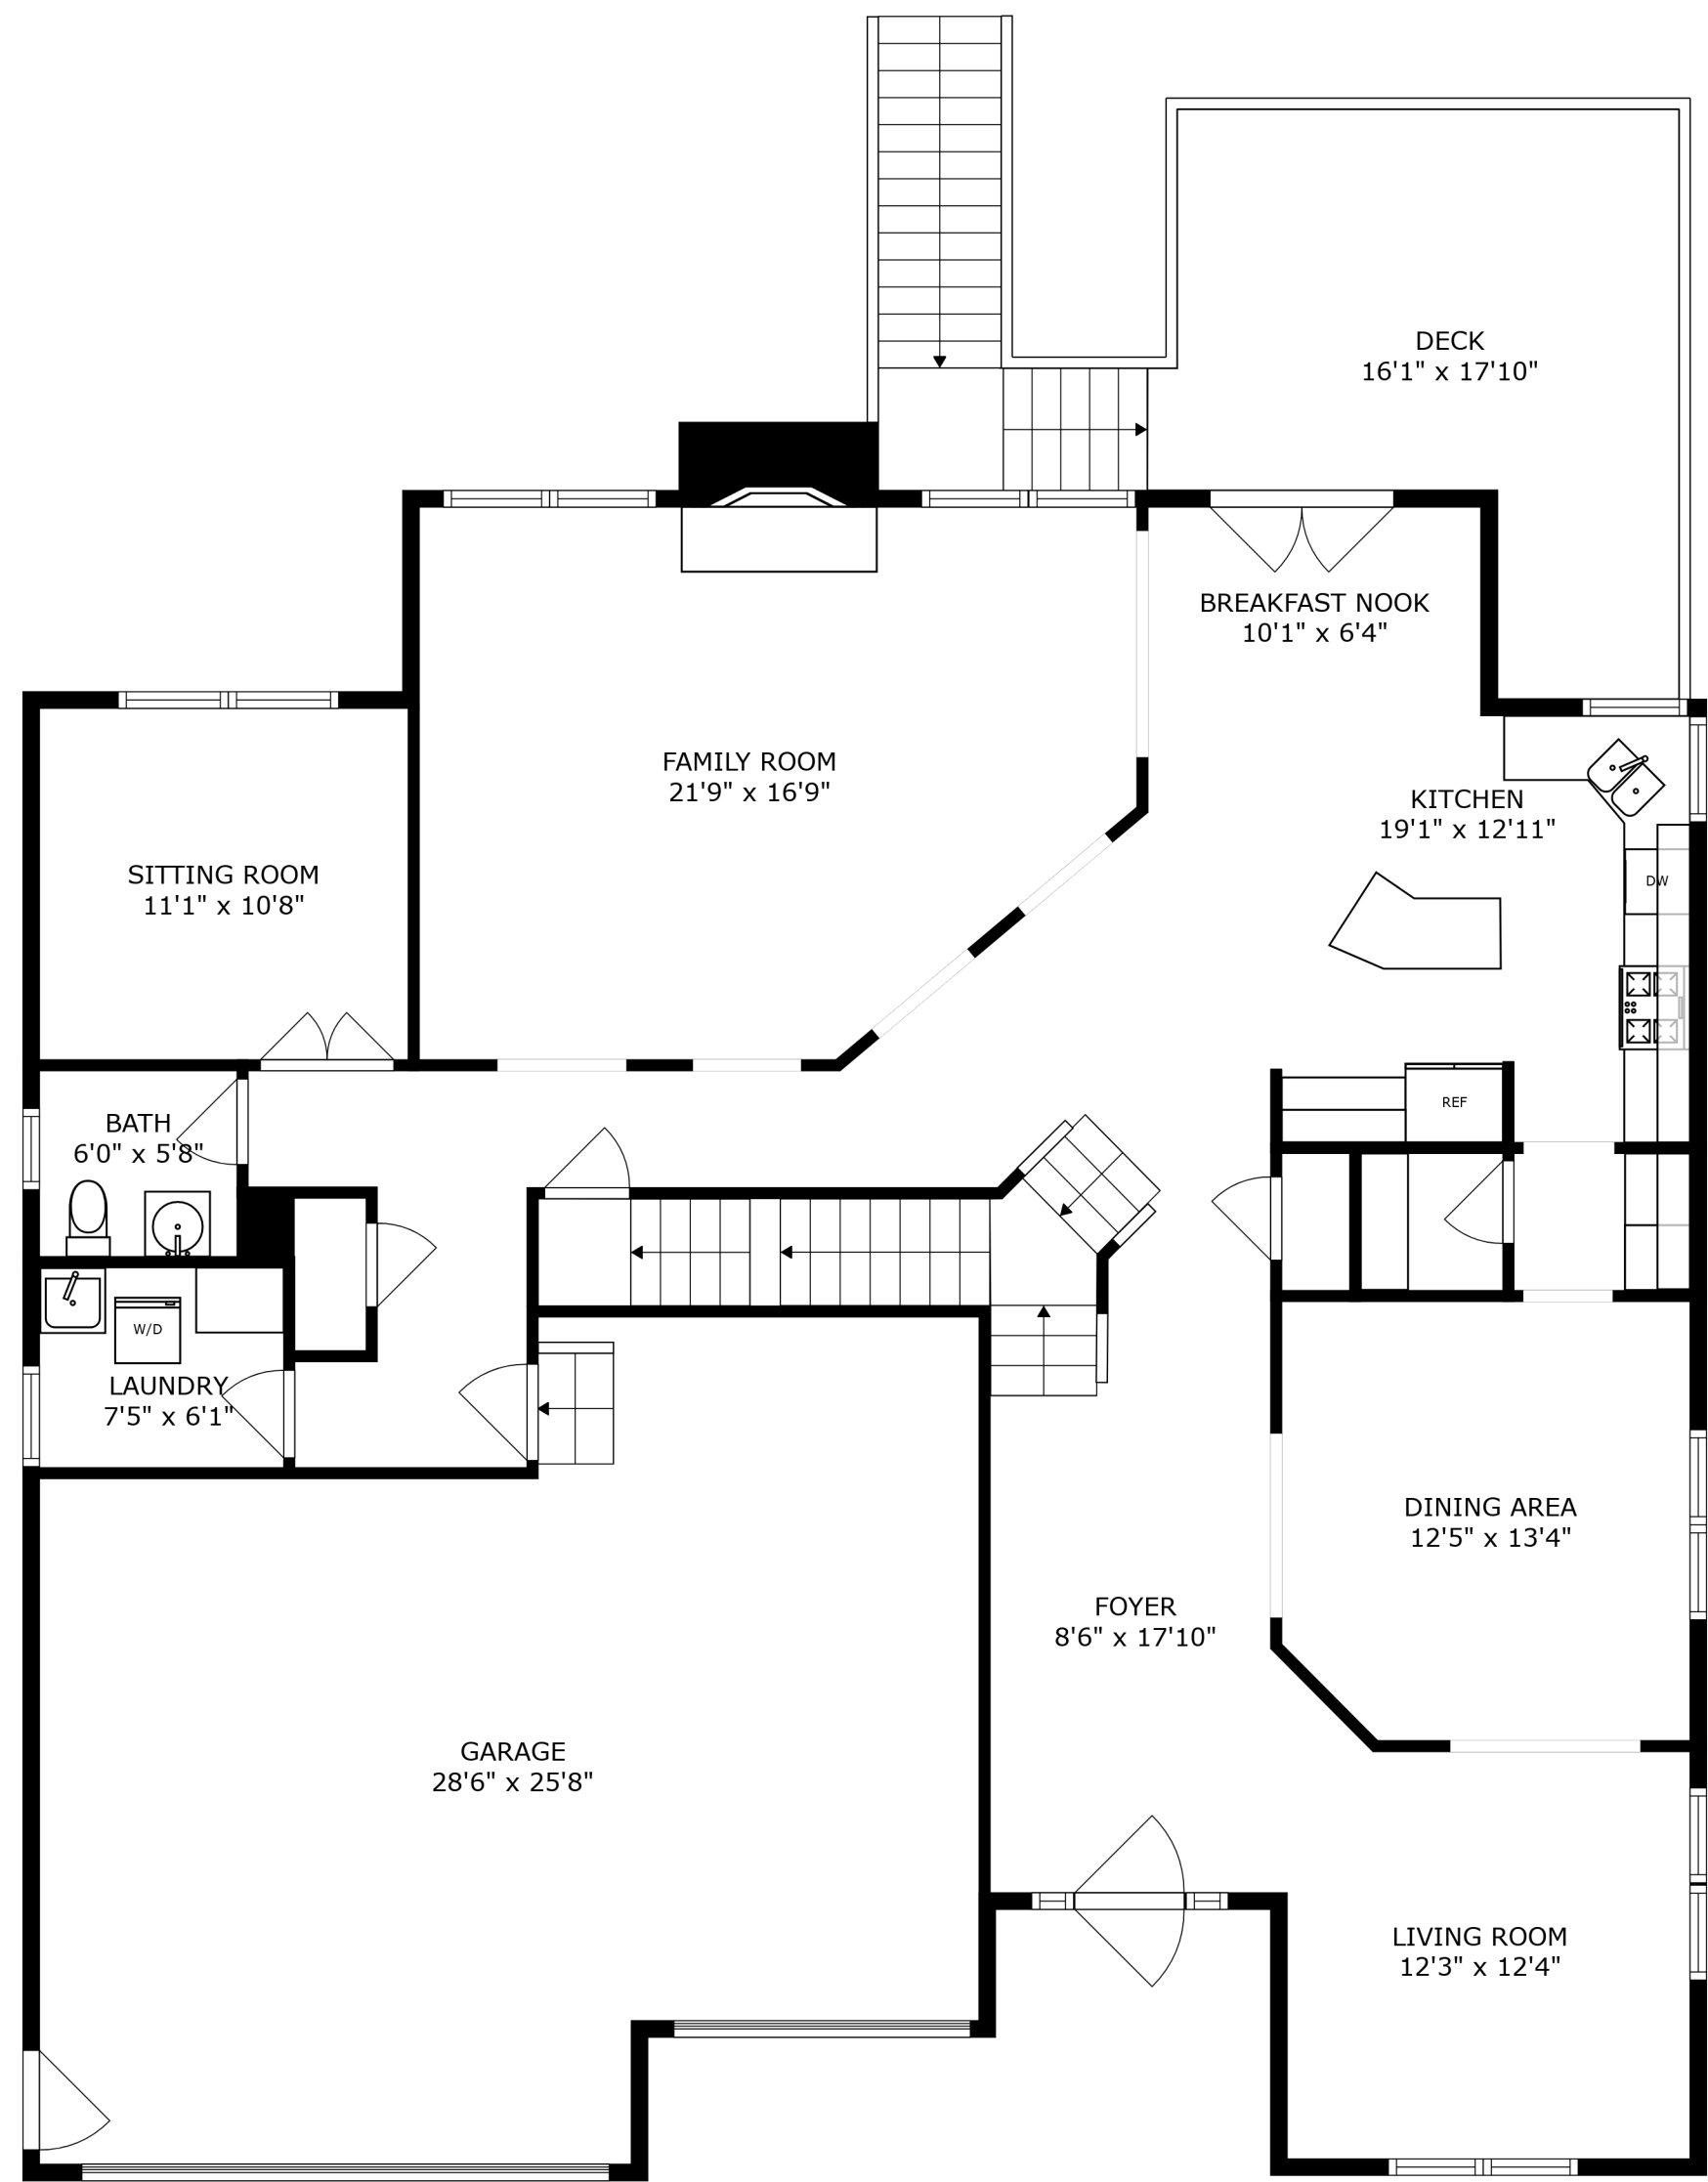 DECK
16'1" x 17'10"
BREAKFAST NOOK
10'1" x 6'4"
FAMILY ROOM
21'9" x 16'9"
KITCHEN
19'1" x 12'11"
SITTING ROOM
11'1" x 10'8"
DW
REF
BATH
6'0" x 5'8"
W/D
LAUNDRY
7'5" x 6'1"
DINING AREA
12'5" x 13'4"
FOYER
8'6" x 17'10"
GARAGE
28'6" x 25'8"
LIVING ROOM
12'3" x 12'4"